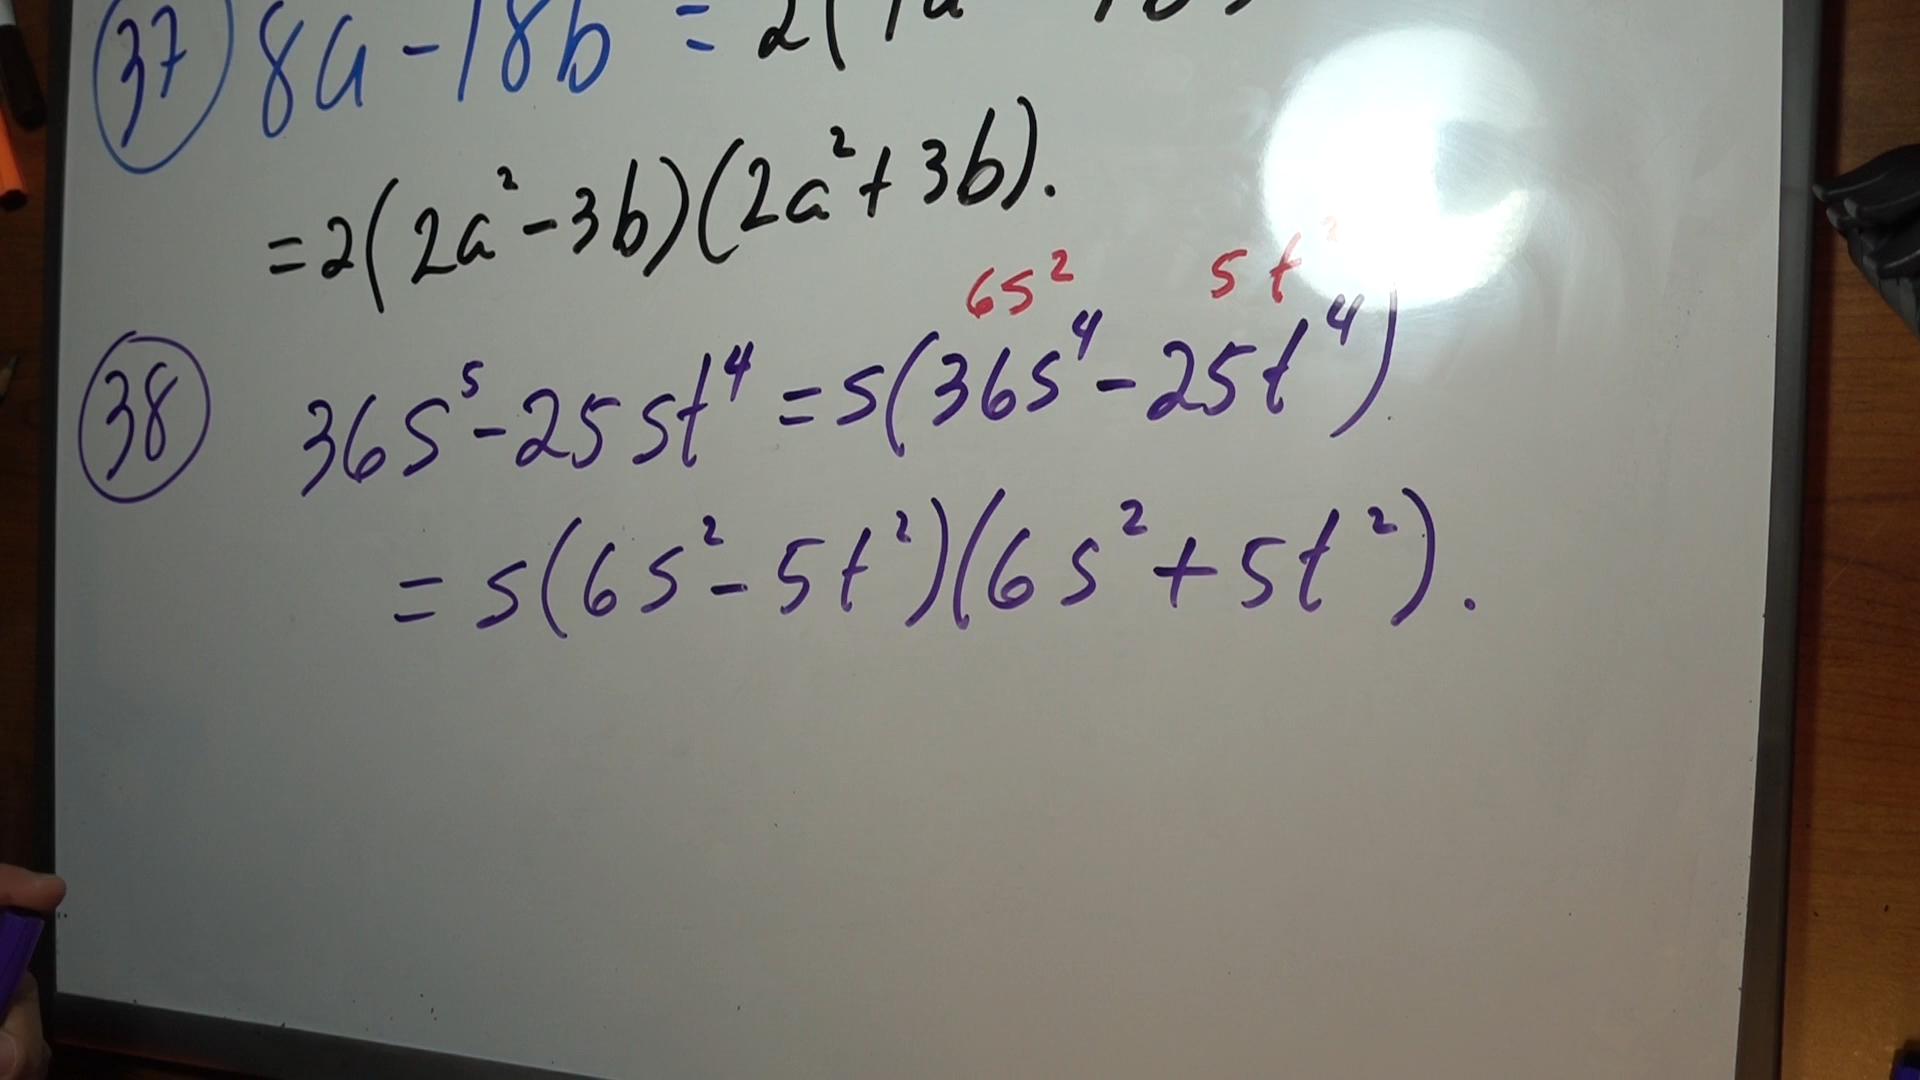 (37) 8a - 18b = 2(
= 2(2a² - 3b)(2a² + 3b).
6s² 5t²
(38) 36s⁵ - 25st⁴ = s(36s⁴ - 25t⁴)
= s(6s² - 5t²)(6s² + 5t²).